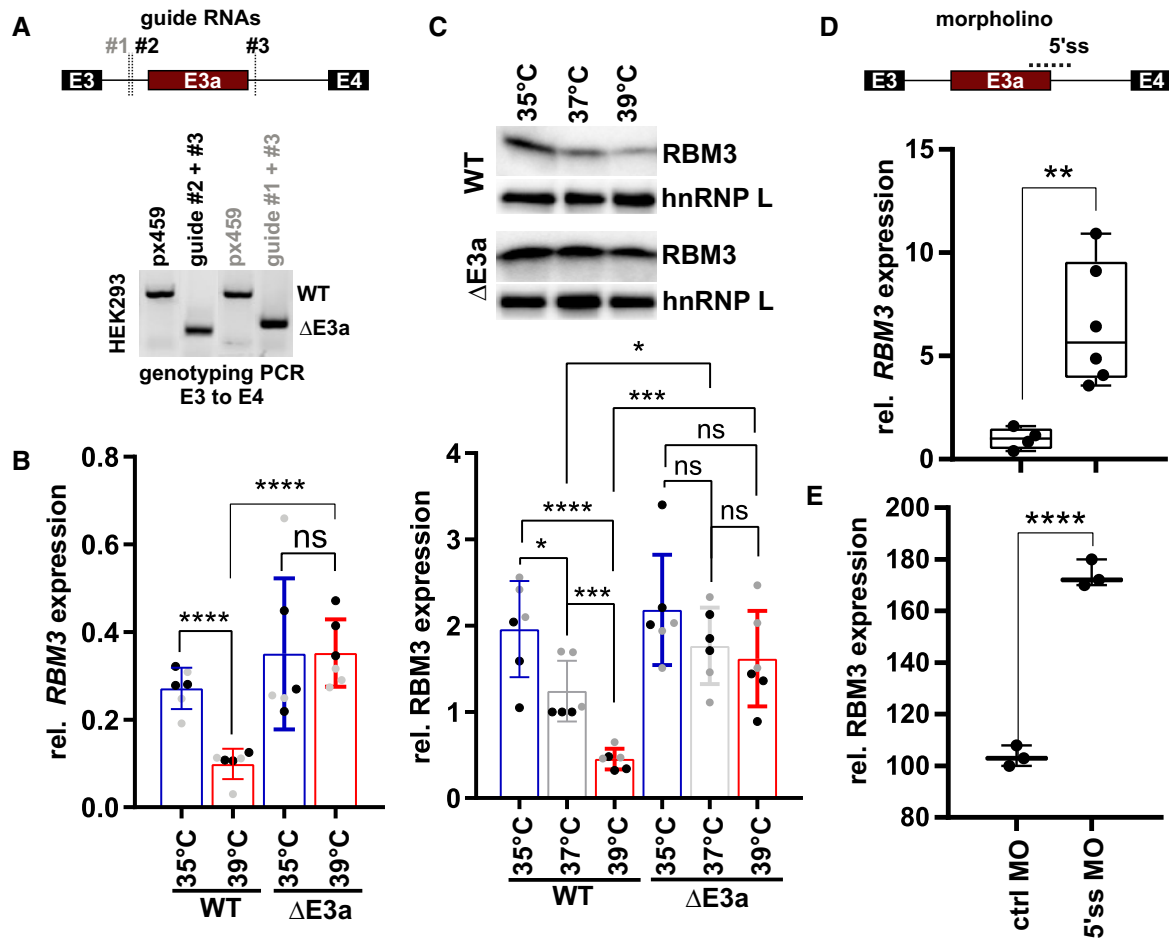 A
guide RNAs
#1 #2 #3
E3 E3a E4
HEK293
px459
guide #2 + #3
px459
guide #1 + #3
WT
ΔE3a
genotyping PCR
E3 to E4
B
rel. RBM3 expression
0.8
0.6
0.4
0.2
0.0
****
****
ns
35°C
39°C
35°C
39°C
WT
ΔE3a
C
35°C
37°C
39°C
WT
RBM3
hnRNP L
ΔE3a
RBM3
hnRNP L
rel. RBM3 expression
4
3
2
1
0
*
***
ns
****
ns
*
ns
***
35°C
37°C
39°C
35°C
37°C
39°C
WT
ΔE3a
D
morpholino
5'ss
E3 E3a E4
rel. RBM3 expression
15
10
5
0
**
E
rel. RBM3 expression
200
180
160
140
120
100
80
****
ctrl MO
5'ss MO